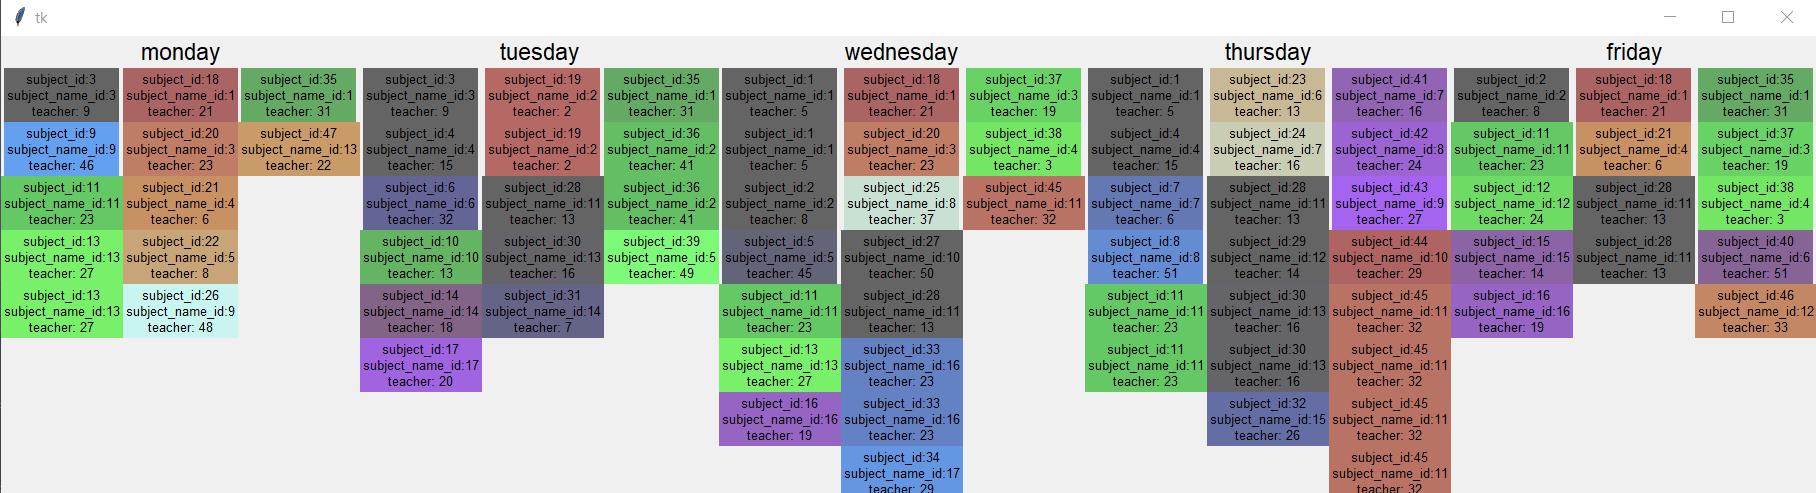 tk
monday
subject_id:3
subject_name_id:3
teacher: 9
subject_id:9
subject_name_id:9
teacher: 46
subject_id:11
subject_name_id:11
teacher: 23
subject_id:13
subject_name_id:13
teacher: 27
subject_id:13
subject_name_id:13
teacher: 27
subject_id:18
subject_name_id:1
teacher: 21
subject_id:20
subject_name_id:3
teacher: 23
subject_id:21
subject_name_id:4
teacher: 6
subject_id:22
subject_name_id:5
teacher: 8
subject_id:26
subject_name_id:9
teacher: 48
subject_id:35
subject_name_id:1
teacher: 31
subject_id:47
subject_name_id:13
teacher: 22
tuesday
subject_id:3
subject_name_id:3
teacher: 9
subject_id:4
subject_name_id:4
teacher: 15
subject_id:6
subject_name_id:6
teacher: 32
subject_id:10
subject_name_id:10
teacher: 13
subject_id:14
subject_name_id:14
teacher: 18
subject_id:17
subject_name_id:17
teacher: 20
subject_id:19
subject_name_id:2
teacher: 2
subject_id:19
subject_name_id:2
teacher: 2
subject_id:28
subject_name_id:11
teacher: 13
subject_id:30
subject_name_id:13
teacher: 16
subject_id:31
subject_name_id:14
teacher: 7
subject_id:35
subject_name_id:1
teacher: 31
subject_id:36
subject_name_id:2
teacher: 41
subject_id:36
subject_name_id:2
teacher: 41
subject_id:39
subject_name_id:5
teacher: 49
wednesday
subject_id:1
subject_name_id:1
teacher: 5
subject_id:1
subject_name_id:1
teacher: 5
subject_id:2
subject_name_id:2
teacher: 8
subject_id:5
subject_name_id:5
teacher: 45
subject_id:11
subject_name_id:11
teacher: 23
subject_id:13
subject_name_id:13
teacher: 27
subject_id:16
subject_name_id:16
teacher: 19
subject_id:18
subject_name_id:1
teacher: 21
subject_id:20
subject_name_id:3
teacher: 23
subject_id:25
subject_name_id:8
teacher: 37
subject_id:27
subject_name_id:10
teacher: 50
subject_id:28
subject_name_id:11
teacher: 13
subject_id:33
subject_name_id:16
teacher: 23
subject_id:33
subject_name_id:16
teacher: 23
subject_id:34
subject_name_id:17
teacher: 29
subject_id:37
subject_name_id:3
teacher: 19
subject_id:38
subject_name_id:4
teacher: 3
subject_id:45
subject_name_id:11
teacher: 32
thursday
subject_id:1
subject_name_id:1
teacher: 5
subject_id:4
subject_name_id:4
teacher: 15
subject_id:7
subject_name_id:7
teacher: 6
subject_id:8
subject_name_id:8
teacher: 51
subject_id:11
subject_name_id:11
teacher: 23
subject_id:11
subject_name_id:11
teacher: 23
subject_id:23
subject_name_id:6
teacher: 13
subject_id:24
subject_name_id:7
teacher: 16
subject_id:28
subject_name_id:11
teacher: 13
subject_id:29
subject_name_id:12
teacher: 14
subject_id:30
subject_name_id:13
teacher: 16
subject_id:30
subject_name_id:13
teacher: 16
subject_id:32
subject_name_id:15
teacher: 26
subject_id:41
subject_name_id:7
teacher: 16
subject_id:42
subject_name_id:8
teacher: 24
subject_id:43
subject_name_id:9
teacher: 27
subject_id:44
subject_name_id:10
teacher: 29
subject_id:45
subject_name_id:11
teacher: 32
subject_id:45
subject_name_id:11
teacher: 32
subject_id:45
subject_name_id:11
teacher: 32
subject_id:45
subject_name_id:11
teacher: 32
friday
subject_id:2
subject_name_id:2
teacher: 8
subject_id:11
subject_name_id:11
teacher: 23
subject_id:12
subject_name_id:12
teacher: 24
subject_id:15
subject_name_id:15
teacher: 14
subject_id:16
subject_name_id:16
teacher: 19
subject_id:18
subject_name_id:1
teacher: 21
subject_id:21
subject_name_id:4
teacher: 6
subject_id:28
subject_name_id:11
teacher: 13
subject_id:28
subject_name_id:11
teacher: 13
subject_id:35
subject_name_id:1
teacher: 31
subject_id:37
subject_name_id:3
teacher: 19
subject_id:38
subject_name_id:4
teacher: 3
subject_id:40
subject_name_id:6
teacher: 51
subject_id:46
subject_name_id:12
teacher: 33